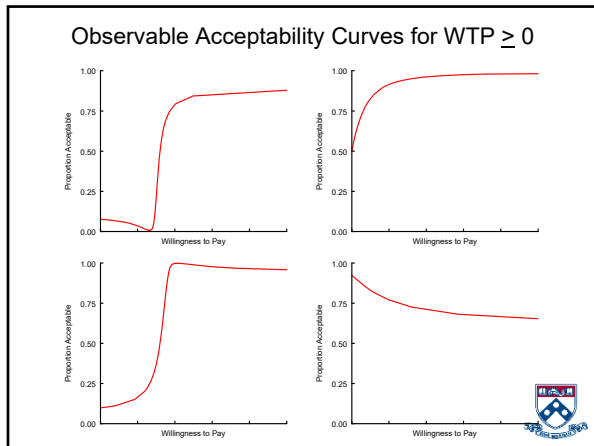 Observable Acceptability Curves for WTP ≥ 0
1.00
0.75
0.50
0.25
0.00
Proportion Acceptable
Willingness to Pay
1.00
0.75
0.50
0.25
0.00
Proportion Acceptable
Willingness to Pay
1.00
0.75
0.50
0.25
0.00
Proportion Acceptable
Willingness to Pay
1.00
0.75
0.50
0.25
0.00
Proportion Acceptable
Willingness to Pay